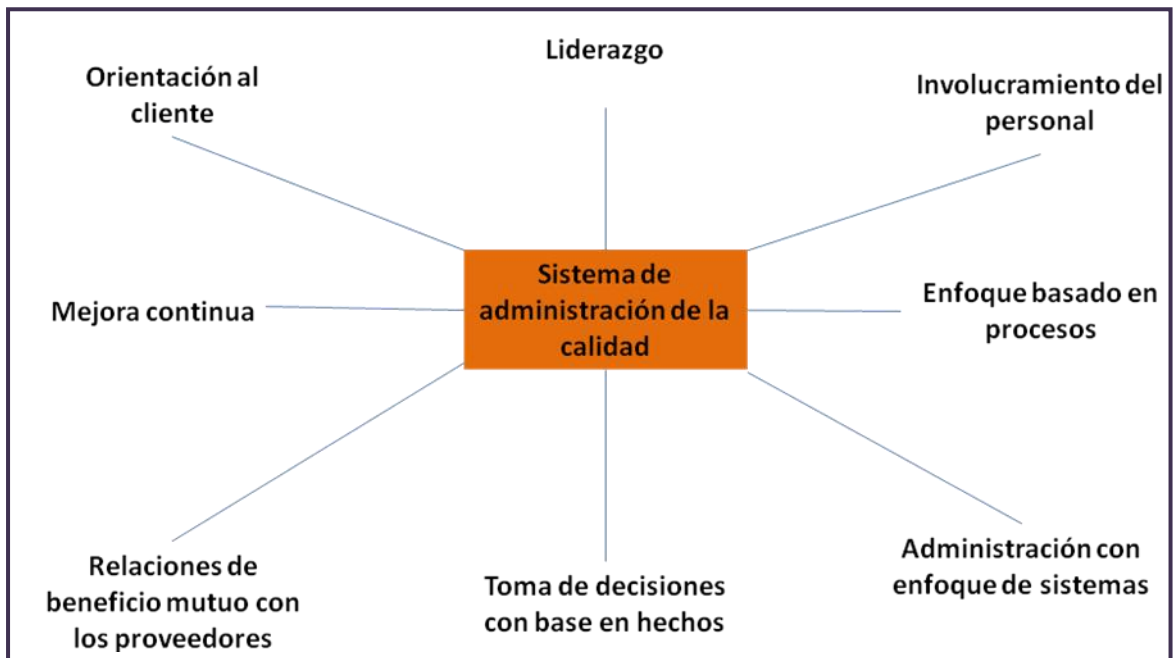 Liderazgo
Orientación al
cliente
Involucramiento del
personal
Sistema de
administración de la
calidad
Mejora continua
Enfoque basado en
procesos
Relaciones de
beneficio mutuo con
los proveedores
Toma de decisiones
con base en hechos
Administración con
enfoque de sistemas